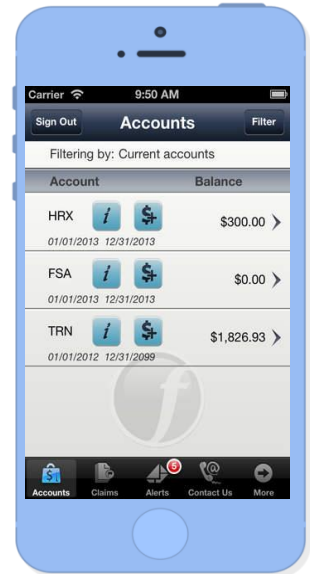 Carrier 9:50 AM
Sign Out Accounts Filter
Filtering by: Current accounts
Account Balance
HRX i $+ $300.00
01/01/2013 12/31/2013
FSA i $+ $0.00
01/01/2013 12/31/2013
TRN i $+ $1,826.93
01/01/2012 12/31/2099
f
5
Accounts Claims Alerts Contact Us More